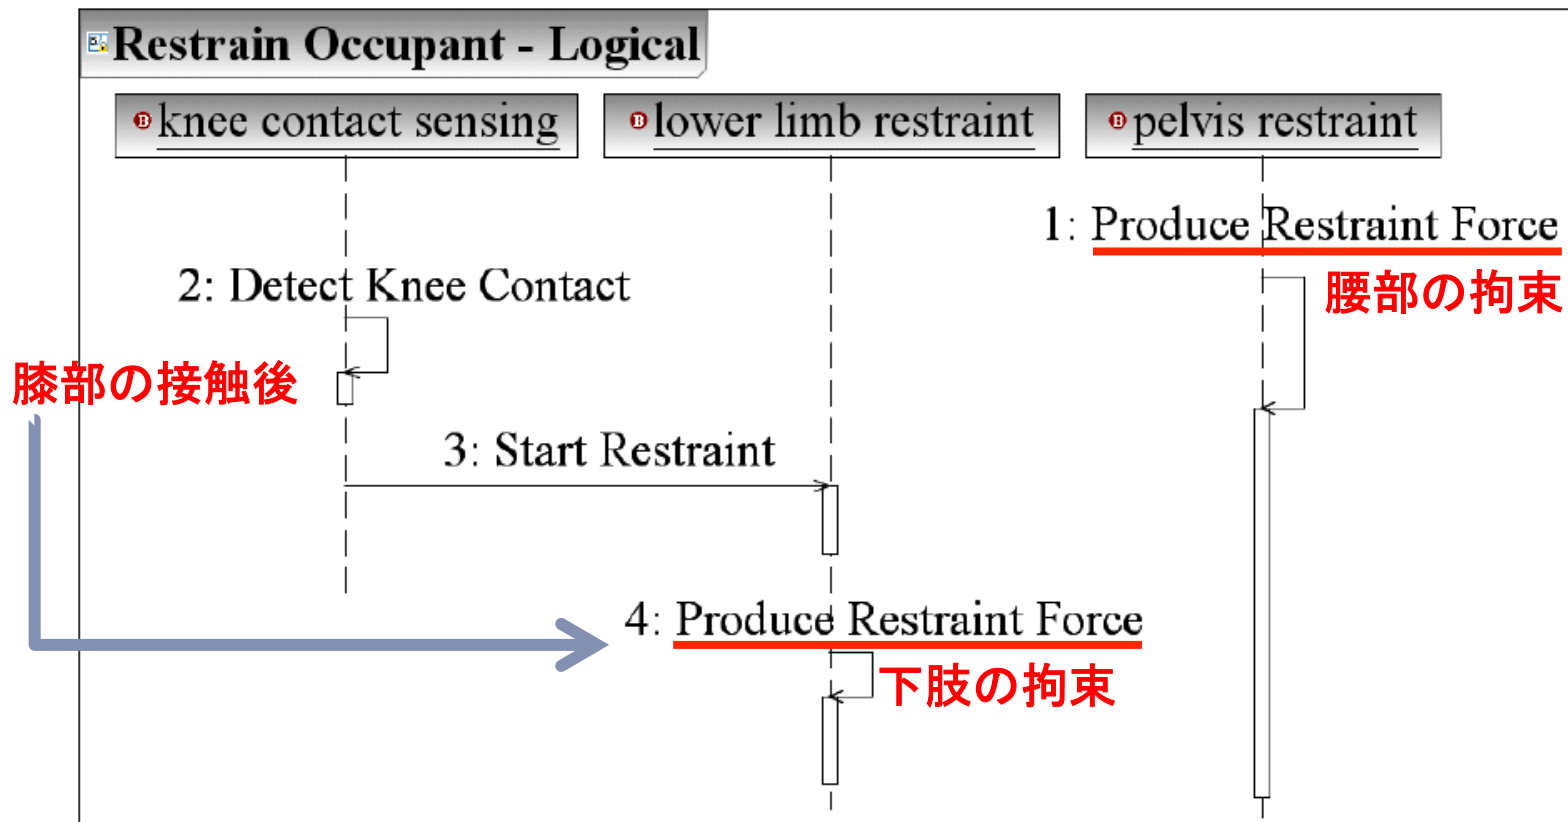 Restrain Occupant - Logical
knee contact sensing
lower limb restraint
pelvis restraint
1: Produce Restraint Force
腰部の拘束
2: Detect Knee Contact
膝部の接触後
3: Start Restraint
4: Produce Restraint Force
下肢の拘束